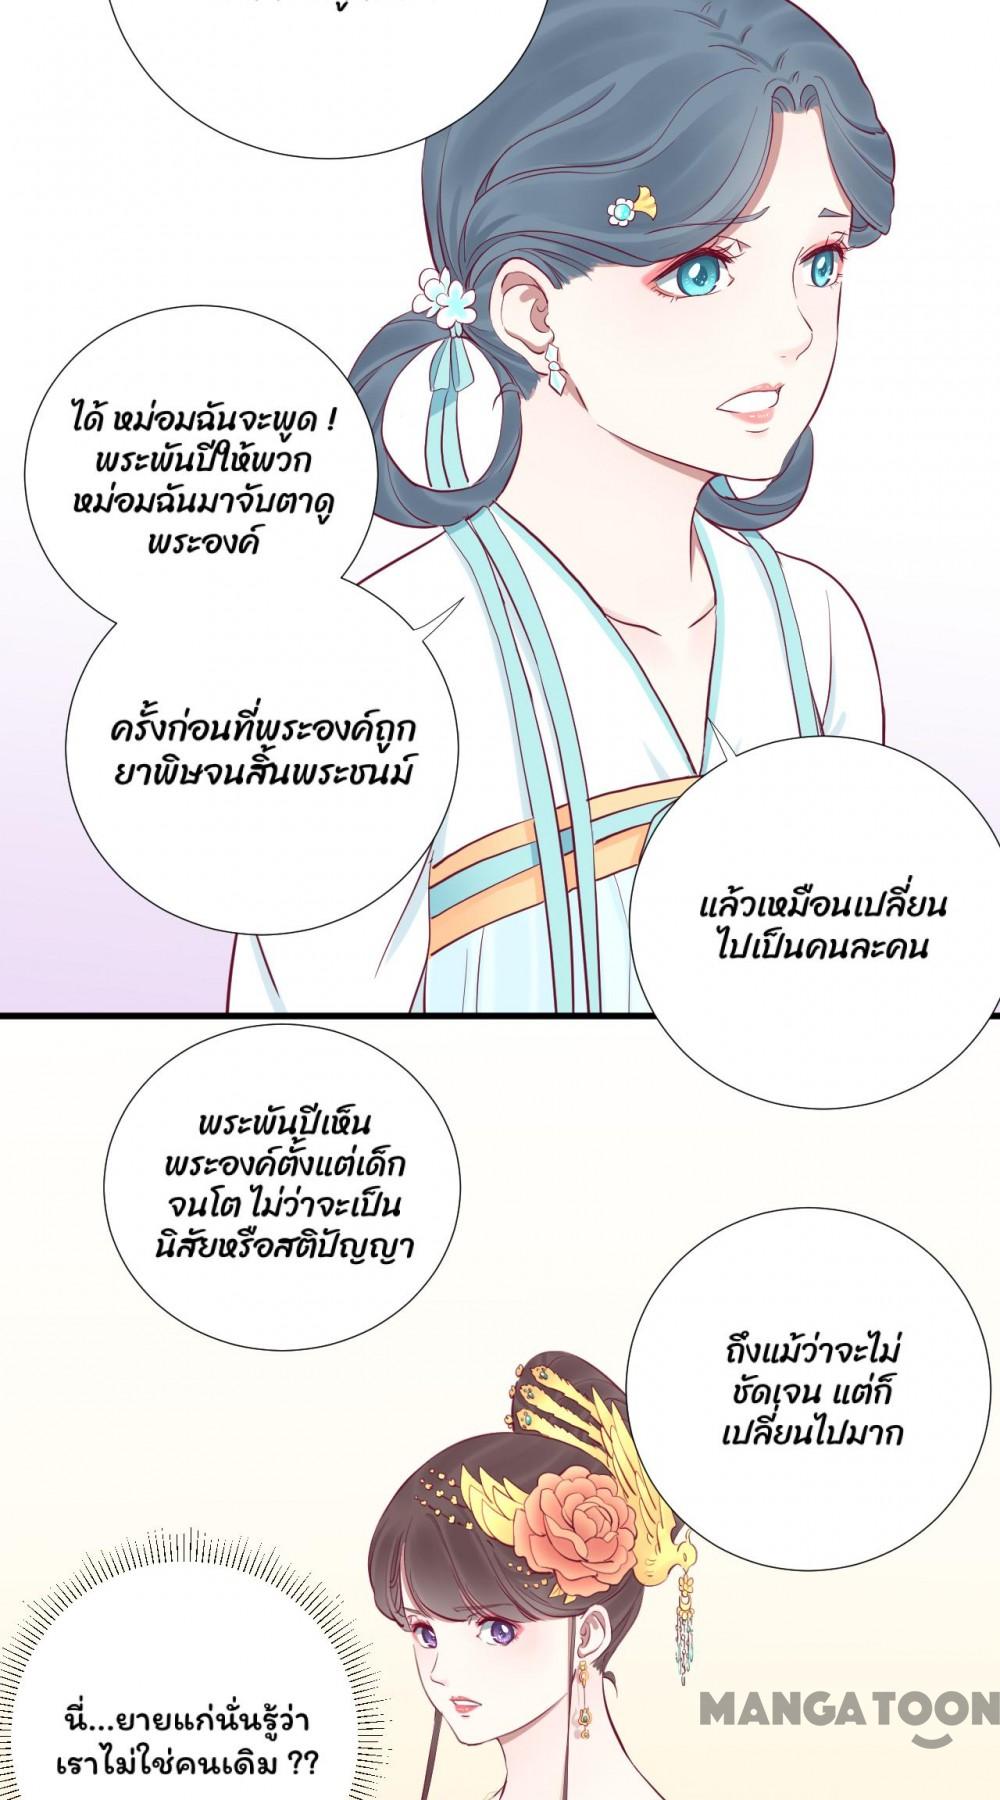 ได้ หม่อมฉันจะพูด !
พระพันปีให้พวก
หม่อมฉันมาจับตาดู
พระองค์
ครั้งก่อนที่พระองค์ถูก
ยาพิษจนสิ้นพระชนม์
แล้วเหมือนเปลี่ยน
ไปเป็นคนละคน
พระพันปีเห็น
พระองค์ตั้งแต่เด็ก
จนโต ไม่ว่าจะเป็น
นิสัยหรือสติปัญญา
ถึงแม้ว่าจะไม่
ชัดเจน แต่ก็
เปลี่ยนไปมาก
นี่...ยายแก่นั่นรู้ว่า
เราไม่ใช่คนเดิม ??
MANGATOON